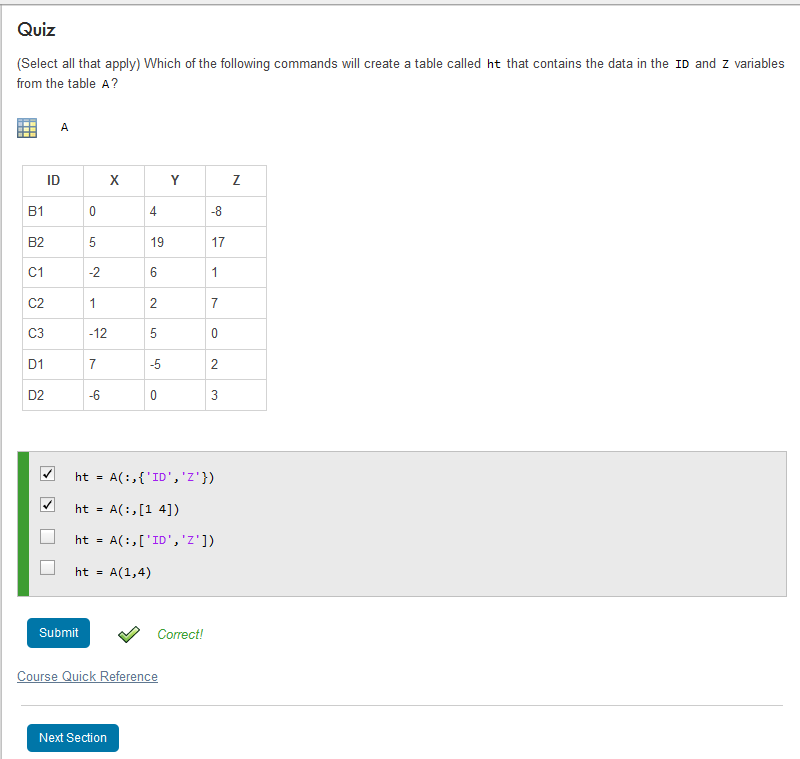 Quiz
(Select all that apply) Which of the following commands will create a table called ht that contains the data in the ID and Z variables
from the table A?
A
ID X Y Z
B1 0 4 -8
B2 5 19 17
C1 -2 6 1
C2 1 2 7
C3 -12 5 0
D1 7 -5 2
D2 -6 0 3
ht = A(:,{'ID','Z'})
ht = A(:,[1 4])
ht = A(:,['ID','Z'])
ht = A(1,4)
Submit Correct!
Course Quick Reference
Next Section